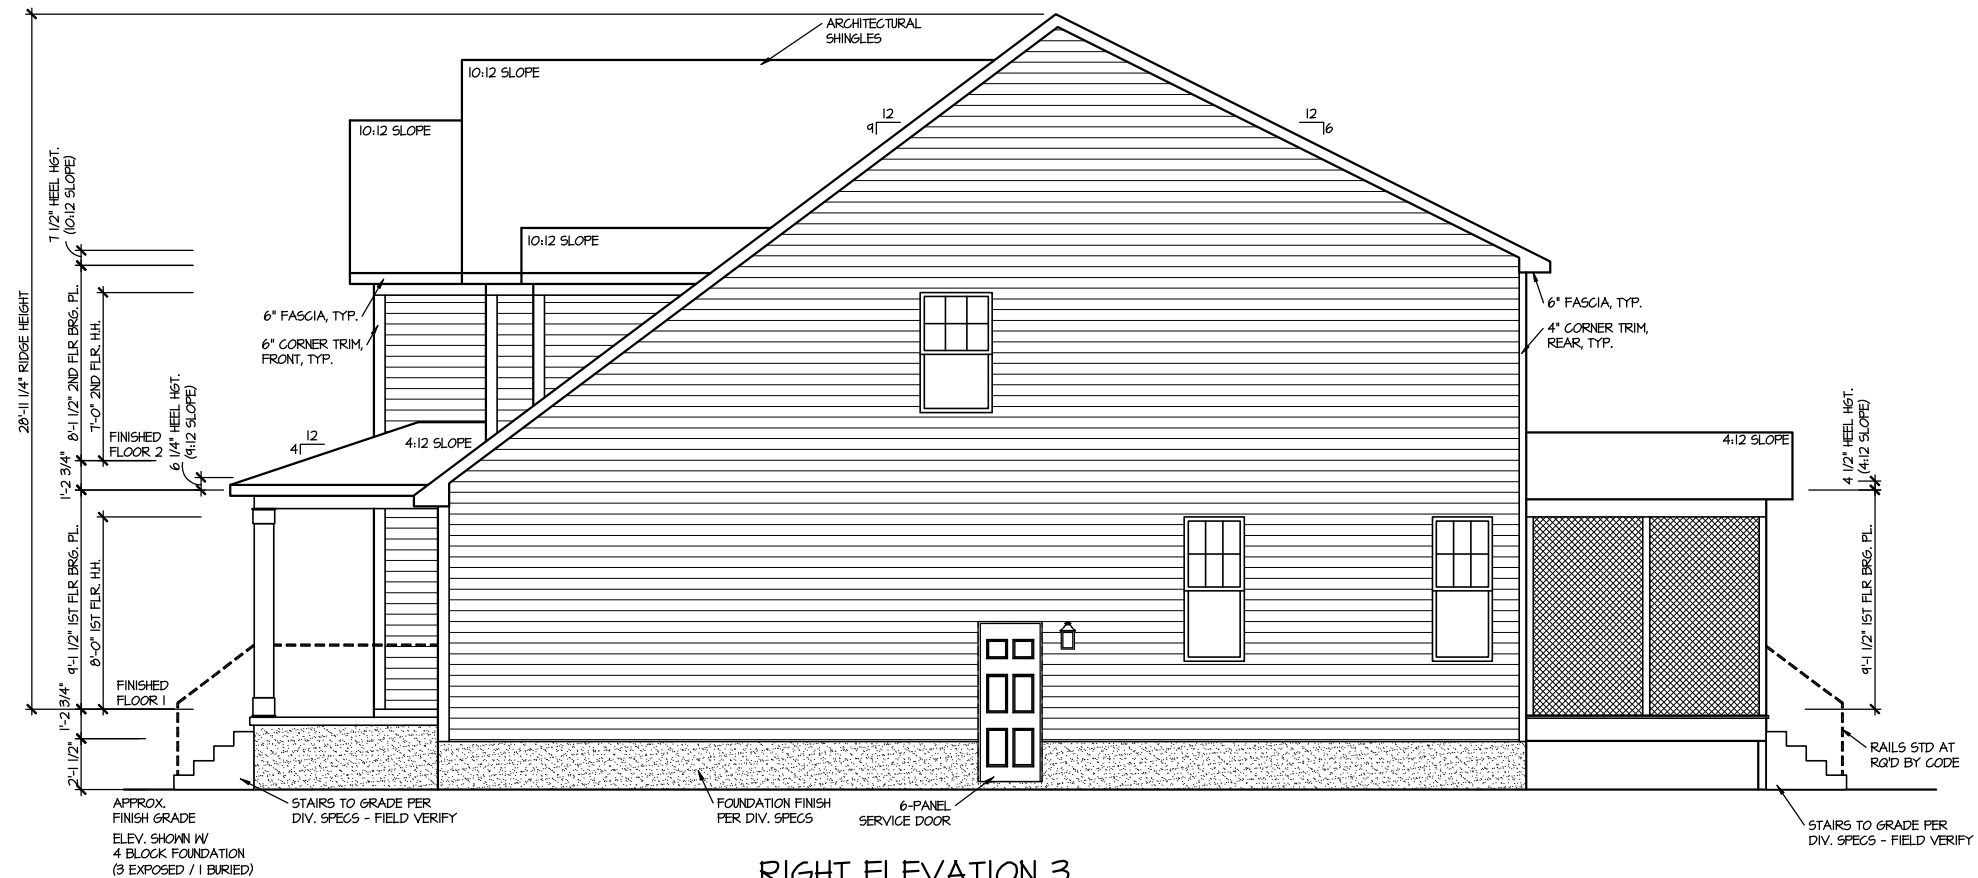 ARCHITECTURAL
SHINGLES
10:12 SLOPE
10:12 SLOPE
10:12 SLOPE
12
9
12
6
7 1/2" HEEL HGT.
(10:12 SLOPE)
28'-11 1/4" RIDGE HEIGHT
8'-1 1/2" 2ND FLR BRG. PL.
7'-0" 2ND FLR. H.H.
6" FASCIA, TYP.
6" CORNER TRIM,
FRONT, TYP.
6" FASCIA, TYP.
4" CORNER TRIM,
REAR, TYP.
FINISHED
FLOOR 2
6 1/4" HEEL HGT.
(9:12 SLOPE)
12
4
4:12 SLOPE
4:12 SLOPE
4 1/2" HEEL HGT.
(4:12 SLOPE)
1'-2 3/4"
9'-1 1/2" 1ST FLR BRG. PL.
8'-0" 1ST FLR. H.H.
9'-1 1/2" 1ST FLR BRG. PL.
FINISHED
FLOOR 1
1'-2 3/4"
2'-1 1/2"
RAILS STD AT
RQ'D BY CODE
APPROX.
FINISH GRADE
ELEV. SHOWN W/
4 BLOCK FOUNDATION
(3 EXPOSED / 1 BURIED)
STAIRS TO GRADE PER
DIV. SPECS - FIELD VERIFY
FOUNDATION FINISH
PER DIV. SPECS
6-PANEL
SERVICE DOOR
STAIRS TO GRADE PER
DIV. SPECS - FIELD VERIFY
RIGHT ELEVATION 3